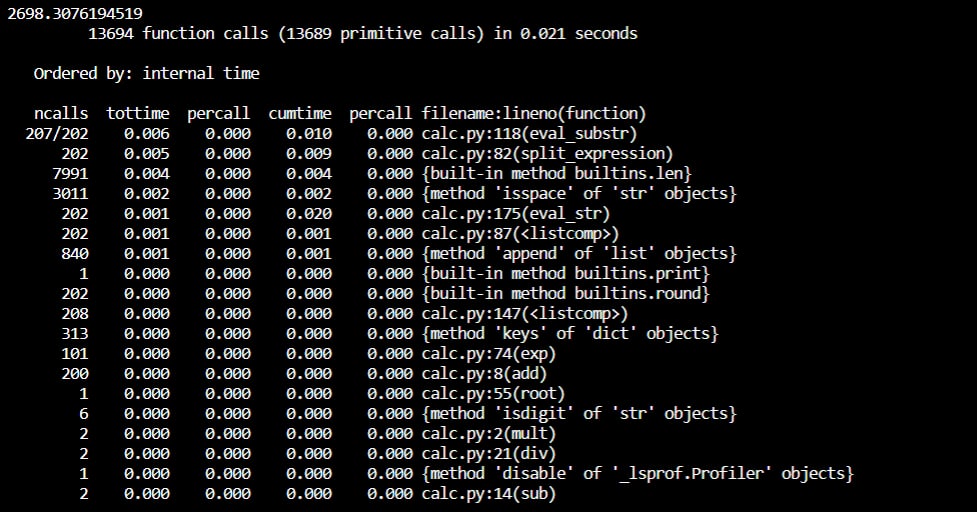 2698.3076194519
13694 function calls (13689 primitive calls) in 0.021 seconds
Ordered by: internal time
ncalls tottime percall cumtime percall filename:lineno(function)
207/202 0.006 0.000 0.010 0.000 calc.py:118(eval_substr)
202 0.005 0.000 0.009 0.000 calc.py:82(split_expression)
7991 0.004 0.000 0.004 0.000 {built-in method builtins.len}
3011 0.002 0.000 0.002 0.000 {method 'isspace' of 'str' objects}
202 0.001 0.000 0.020 0.000 calc.py:175(eval_str)
202 0.001 0.000 0.001 0.000 calc.py:87(<listcomp>)
840 0.001 0.000 0.001 0.000 {method 'append' of 'list' objects}
1 0.000 0.000 0.000 0.000 {built-in method builtins.print}
202 0.000 0.000 0.000 0.000 {built-in method builtins.round}
208 0.000 0.000 0.000 0.000 calc.py:147(<listcomp>)
313 0.000 0.000 0.000 0.000 {method 'keys' of 'dict' objects}
101 0.000 0.000 0.000 0.000 calc.py:74(exp)
200 0.000 0.000 0.000 0.000 calc.py:8(add)
1 0.000 0.000 0.000 0.000 calc.py:55(root)
6 0.000 0.000 0.000 0.000 {method 'isdigit' of 'str' objects}
2 0.000 0.000 0.000 0.000 calc.py:2(mult)
2 0.000 0.000 0.000 0.000 calc.py:21(div)
1 0.000 0.000 0.000 0.000 {method 'disable' of '_lsprof.Profiler' objects}
2 0.000 0.000 0.000 0.000 calc.py:14(sub)